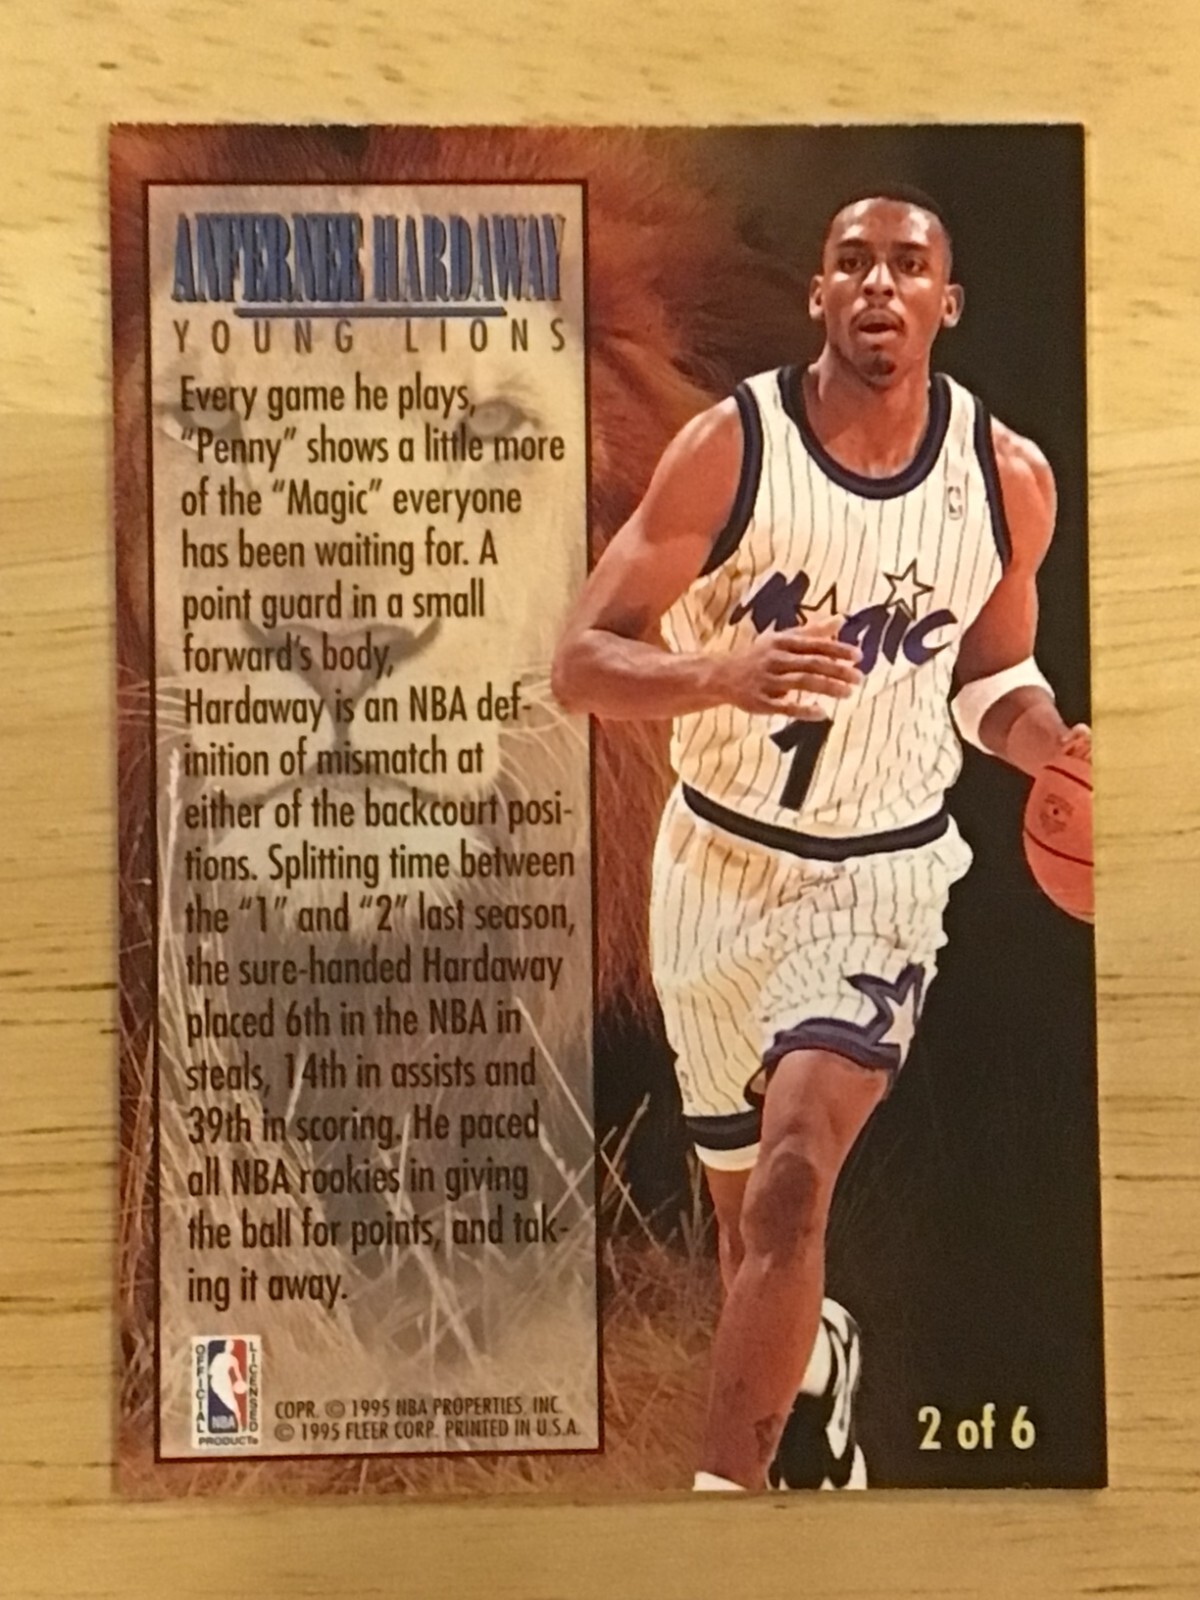 ANFERNEE HARDAWAY
YOUNG LIONS
Every game he plays,
"Penny" shows a little more
of the "Magic" everyone
has been waiting for. A
point guard in a small
forward's body,
Hardaway is an NBA def-
inition of mismatch at
either of the backcourt posi-
tions. Splitting time between
the "1" and "2" last season,
the sure-handed Hardaway
placed 6th in the NBA in
steals, 14th in assists and
39th in scoring. He paced
all NBA rookies in giving
the ball for points, and tak-
ing it away.
OFFICIAL
LICENSED
NBA
PRODUCT
COPR. © 1995 NBA PROPERTIES, INC.
© 1995 FLEER CORP. PRINTED IN U.S.A.
Magic
1
2 of 6